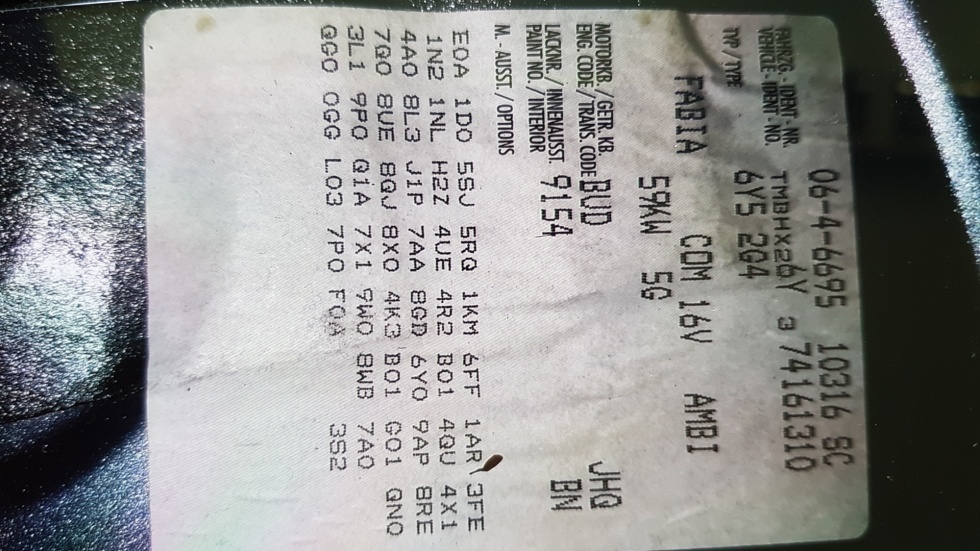 06-4-6695 10316 SC
FAHRZG.-IDENT.-NR.
VEHICLE-IDENT-NO. TMBHX26Y 3 74161310
TYP / TYPE 6Y5 2Q4
FABIA COM 16V AMBI
59KW 5G
MOTORKB./GETR. KB.
ENG. CODE/TRANS. CODE BUD JHQ
LACKNR./INNENAUSST.
PAINT NO./INTERIOR 9154 BN
M.-AUSST./OPTIONS
E0A 1D0 5SJ 5RQ 1KM 6FF 1AR 3FE
1N2 1NL H2Z 4UE 4R2 B01 4QU 4X1
4A0 8L3 J1P 7AA 8GD 6Y0 9AP 8RE
7Q0 8UE 8QJ 8X0 4K3 B01 G01 QN0
3L1 9P0 Q1A 7X1 9W0 8WB 7A0
QG0 0GG L03 7P0 F0A 3S2